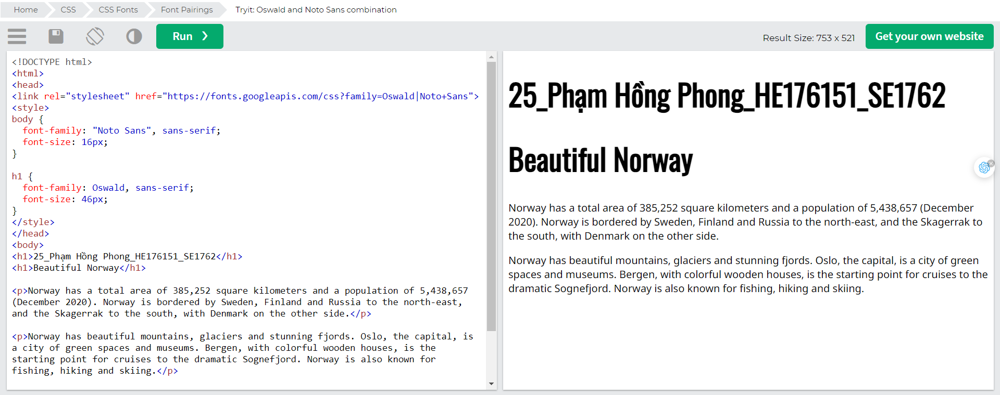 Home CSS CSS Fonts Font Pairings Tryit: Oswald and Noto Sans combination
Run ❯ Result Size: 753 x 521 Get your own website
<!DOCTYPE html>
<html>
<head>
<link rel="stylesheet" href="https://fonts.googleapis.com/css?family=Oswald|Noto+Sans">
<style>
body {
  font-family: "Noto Sans", sans-serif;
  font-size: 16px;
}
h1 {
  font-family: Oswald, sans-serif;
  font-size: 46px;
}
</style>
</head>
<body>
<h1>25_Phạm Hồng Phong_HE176151_SE1762</h1>
<h1>Beautiful Norway</h1>
<p>Norway has a total area of 385,252 square kilometers and a population of 5,438,657
(December 2020). Norway is bordered by Sweden, Finland and Russia to the north-east,
and the Skagerrak to the south, with Denmark on the other side.</p>
<p>Norway has beautiful mountains, glaciers and stunning fjords. Oslo, the capital, is
a city of green spaces and museums. Bergen, with colorful wooden houses, is the
starting point for cruises to the dramatic Sognefjord. Norway is also known for
fishing, hiking and skiing.</p>
25_Phạm Hồng Phong_HE176151_SE1762
Beautiful Norway
Norway has a total area of 385,252 square kilometers and a population of 5,438,657 (December
2020). Norway is bordered by Sweden, Finland and Russia to the north-east, and the Skagerrak to
the south, with Denmark on the other side.
Norway has beautiful mountains, glaciers and stunning fjords. Oslo, the capital, is a city of green
spaces and museums. Bergen, with colorful wooden houses, is the starting point for cruises to the
dramatic Sognefjord. Norway is also known for fishing, hiking and skiing.